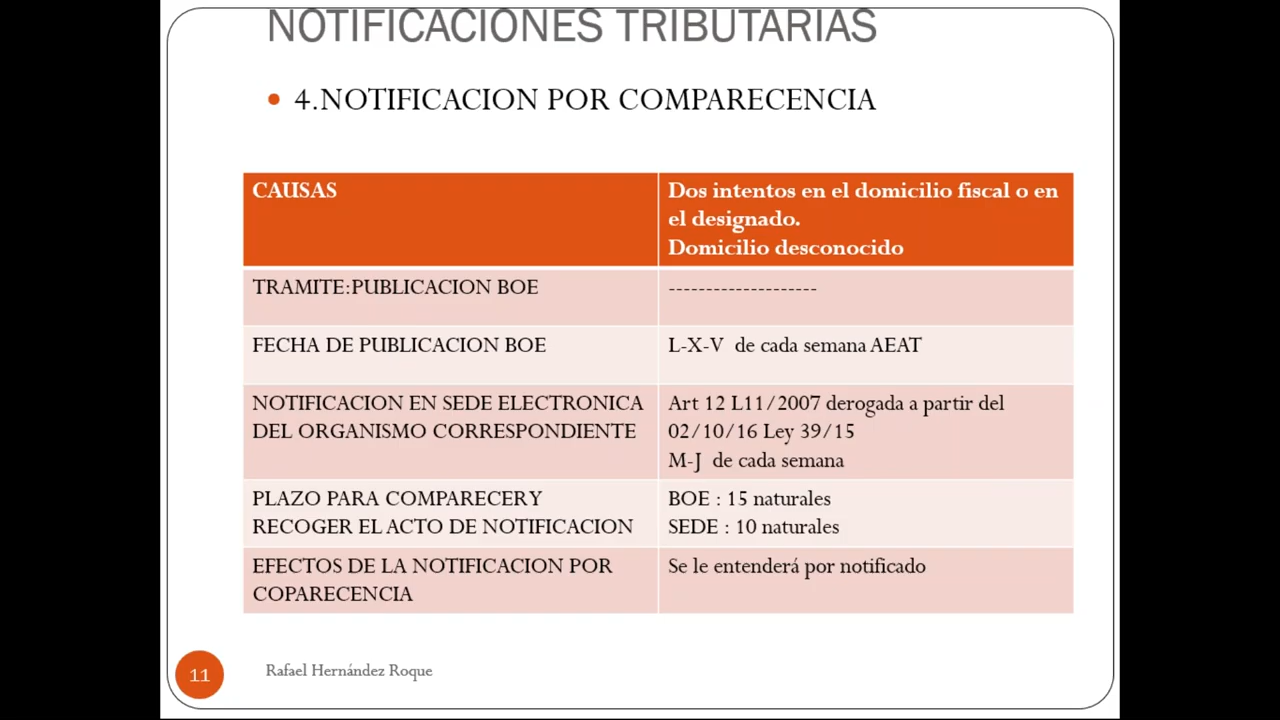 NOTIFICACIONES TRIBUTARIAS
4.NOTIFICACION POR COMPARECENCIA
CAUSAS
Dos intentos en el domicilio fiscal o en
el designado.
Domicilio desconocido
TRAMITE:PUBLICACION BOE
--------------------
FECHA DE PUBLICACION BOE
L-X-V de cada semana AEAT
NOTIFICACION EN SEDE ELECTRONICA
DEL ORGANISMO CORRESPONDIENTE
Art 12 L11/2007 derogada a partir del
02/10/16 Ley 39/15
M-J de cada semana
PLAZO PARA COMPARECER Y
RECOGER EL ACTO DE NOTIFICACION
BOE : 15 naturales
SEDE : 10 naturales
EFECTOS DE LA NOTIFICACION POR
COPARECENCIA
Se le entenderá por notificado
11
Rafael Hernández Roque